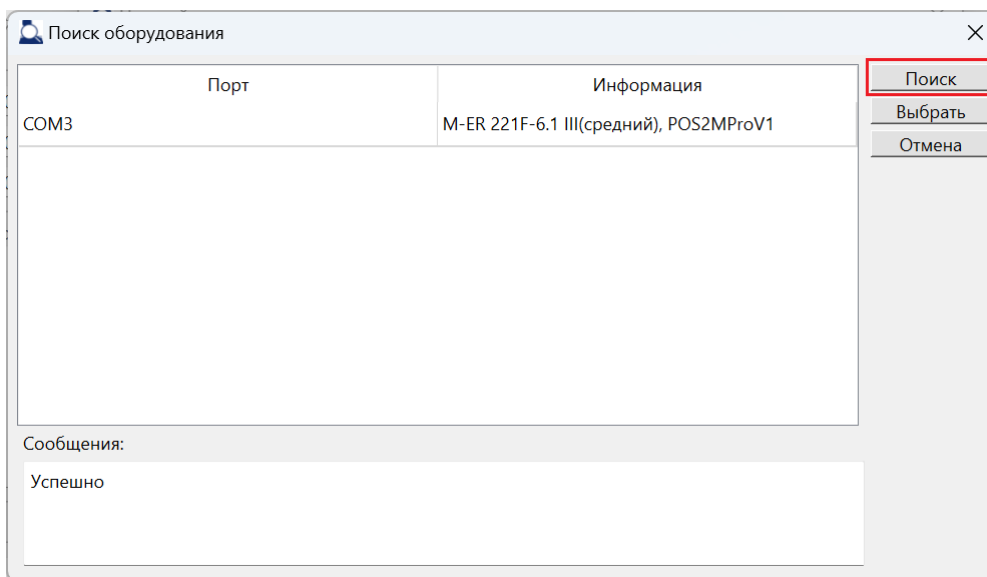 Поиск оборудования
Порт Информация
COM3 M-ER 221F-6.1 III(средний), POS2MProV1
Поиск
Выбрать
Отмена
Сообщения:
Успешно